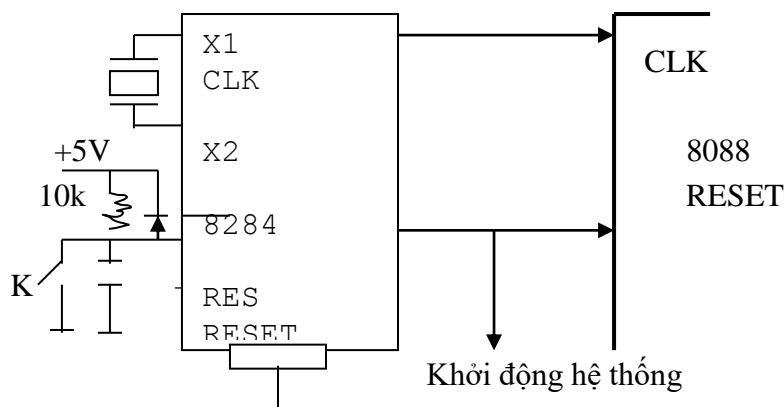 X1
CLK
X2
8284
RES
RESET
+5V
10k
K
CLK
8088
RESET
Khởi động hệ thống